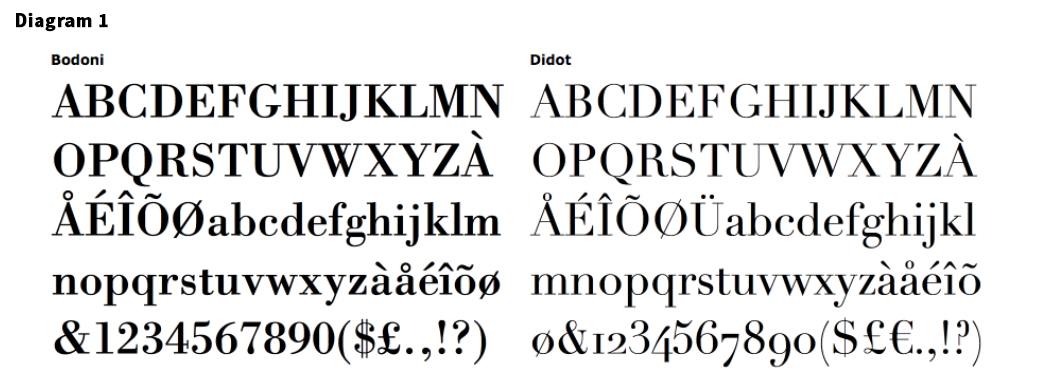 Diagram 1
Bodoni
ABCDEFGHIJKLMN
OPQRSTUVWXYZÀ
ÅÉÎÕØabcdefghijklm
nopqrstuvwxyzàåéîõø
&1234567890($£.,!?)
Didot
ABCDEFGHIJKLMN
OPQRSTUVWXYZÀ
ÅÉÎÕØÜabcdefghijkl
mnopqrstuvwxyzàåéîõ
ø&1234567890($£€.,!?)